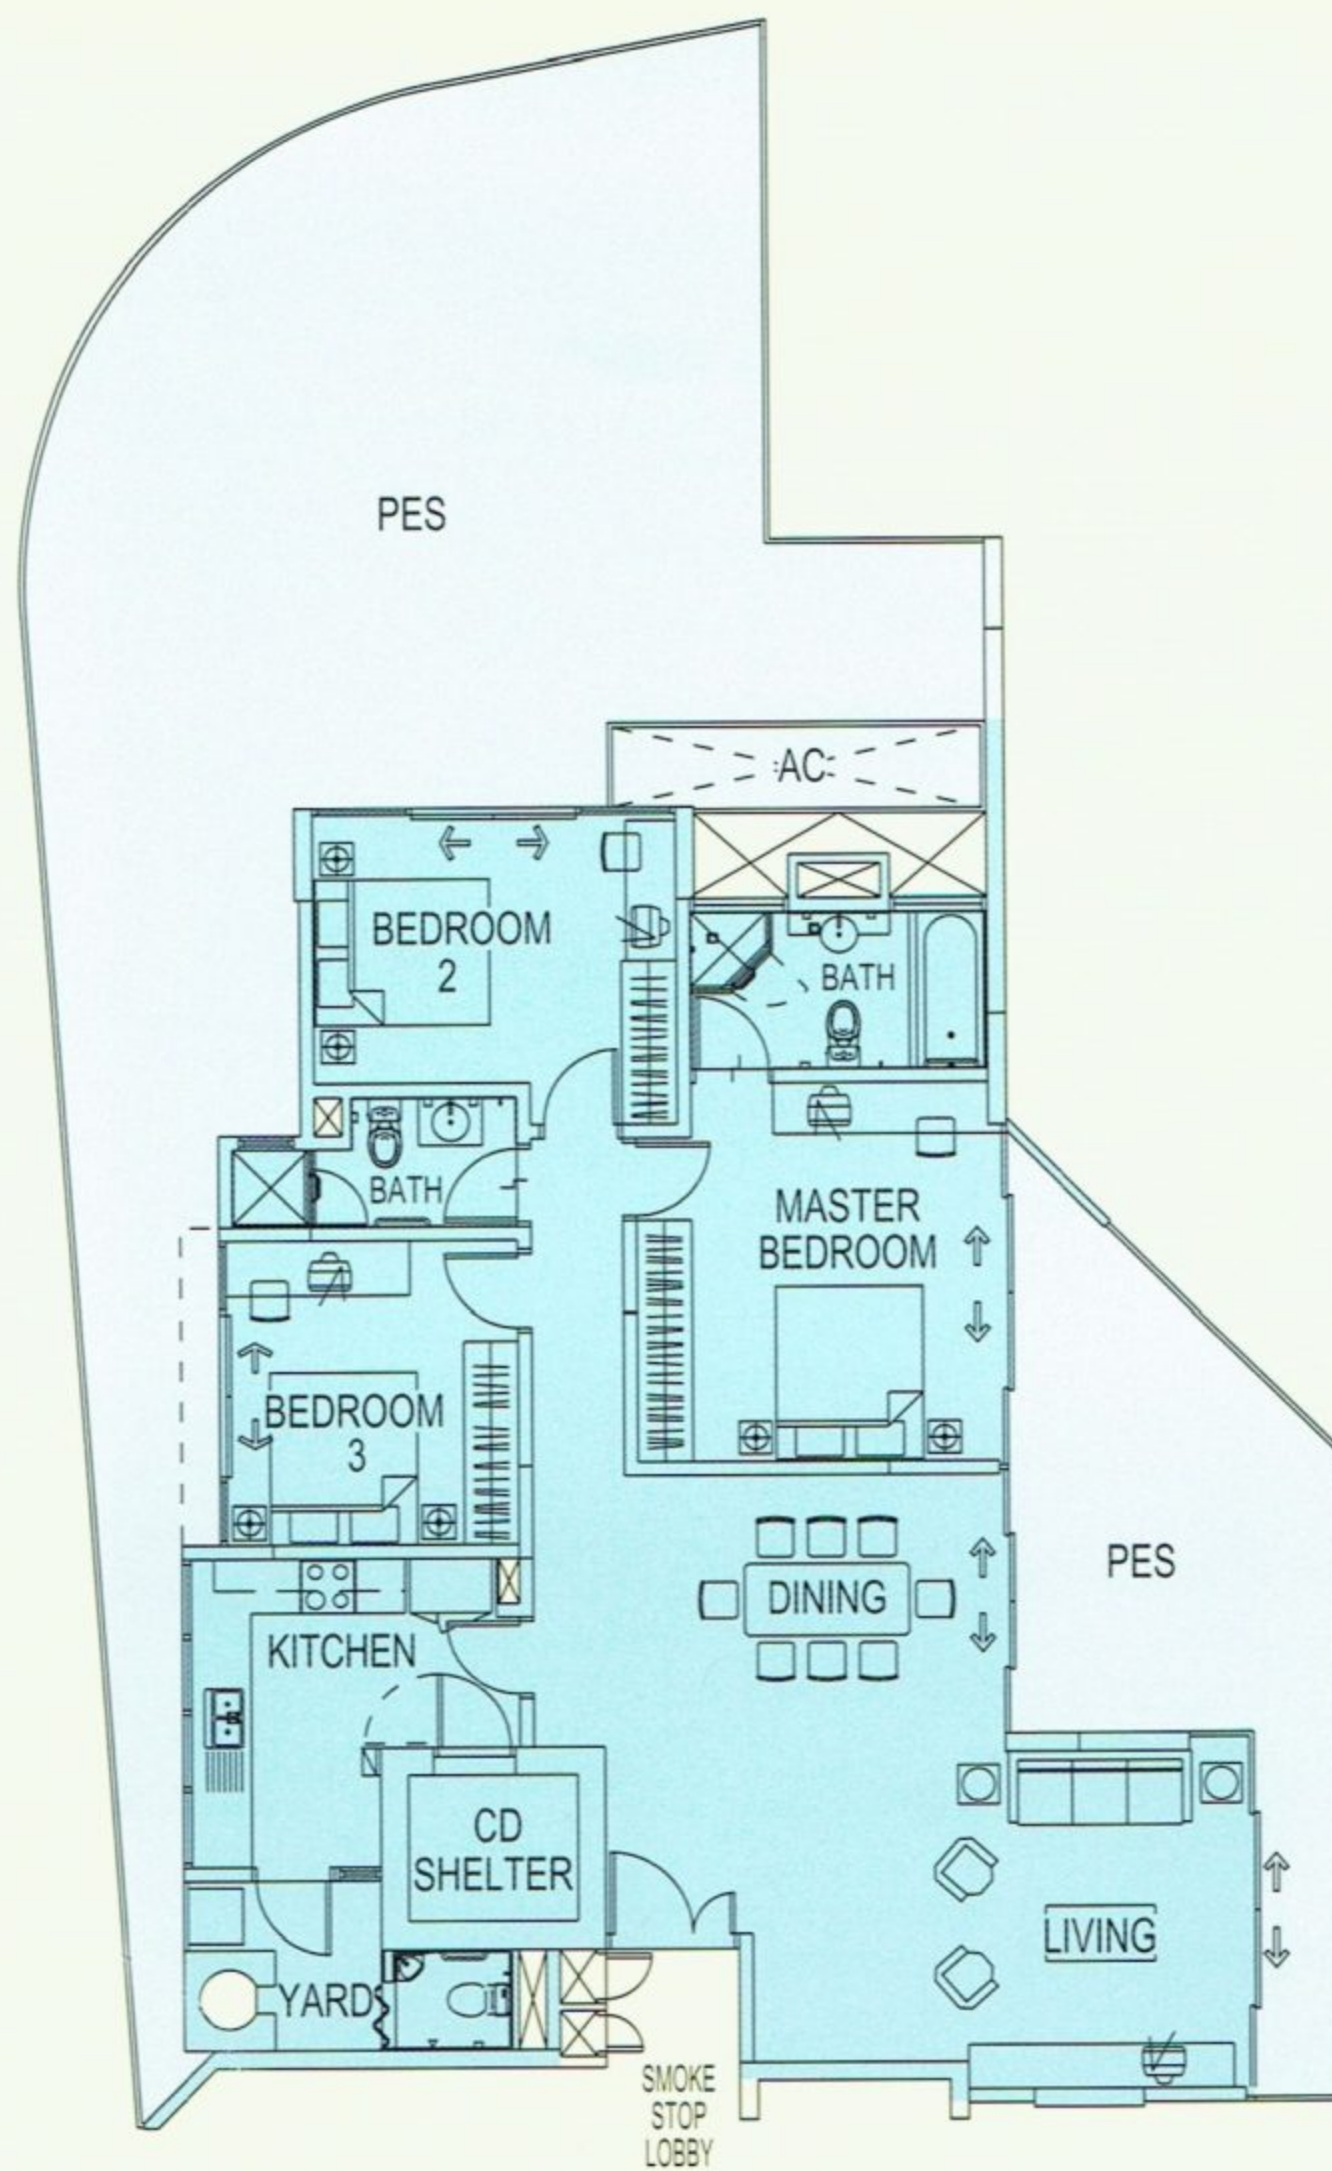 PES
AC
BEDROOM
2
BATH
BATH
MASTER
BEDROOM
BEDROOM
3
PES
DINING
KITCHEN
CD
SHELTER
LIVING
YARD
SMOKE
STOP
LOBBY